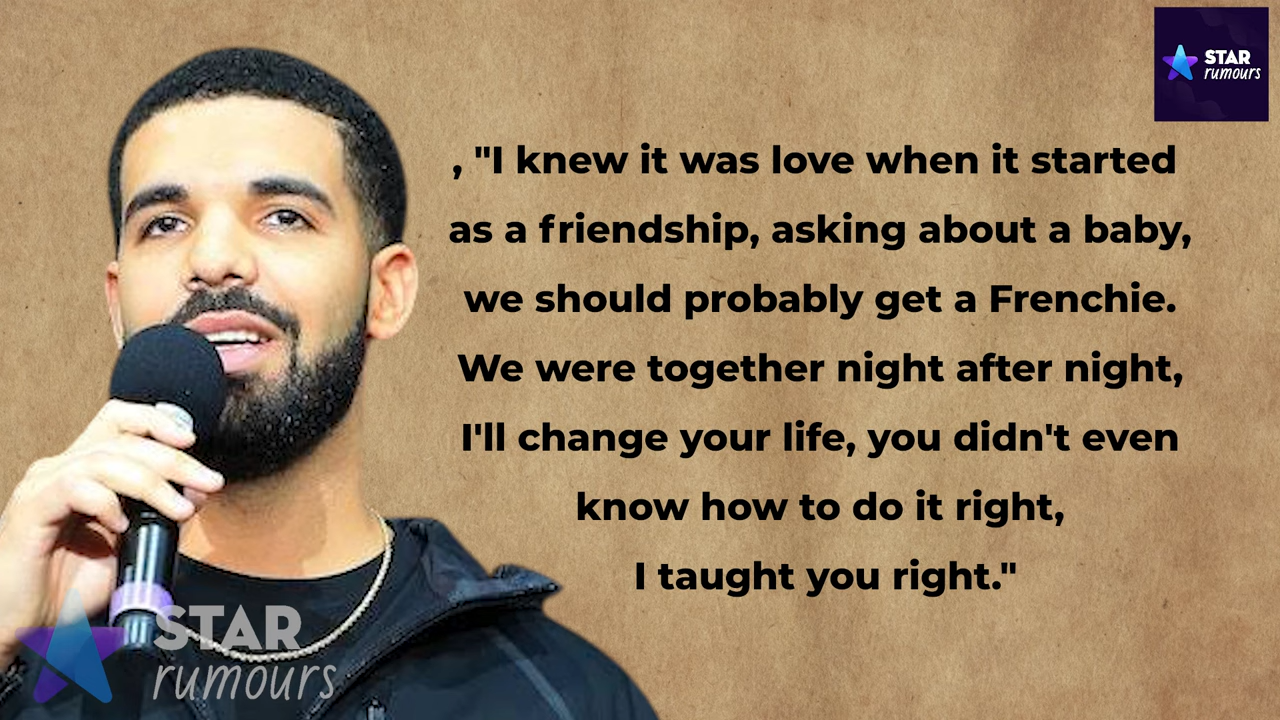 STAR
rumours
, "I knew it was love when it started
as a friendship, asking about a baby,
we should probably get a Frenchie.
We were together night after night,
I'll change your life, you didn't even
know how to do it right,
I taught you right."
STAR
rumours